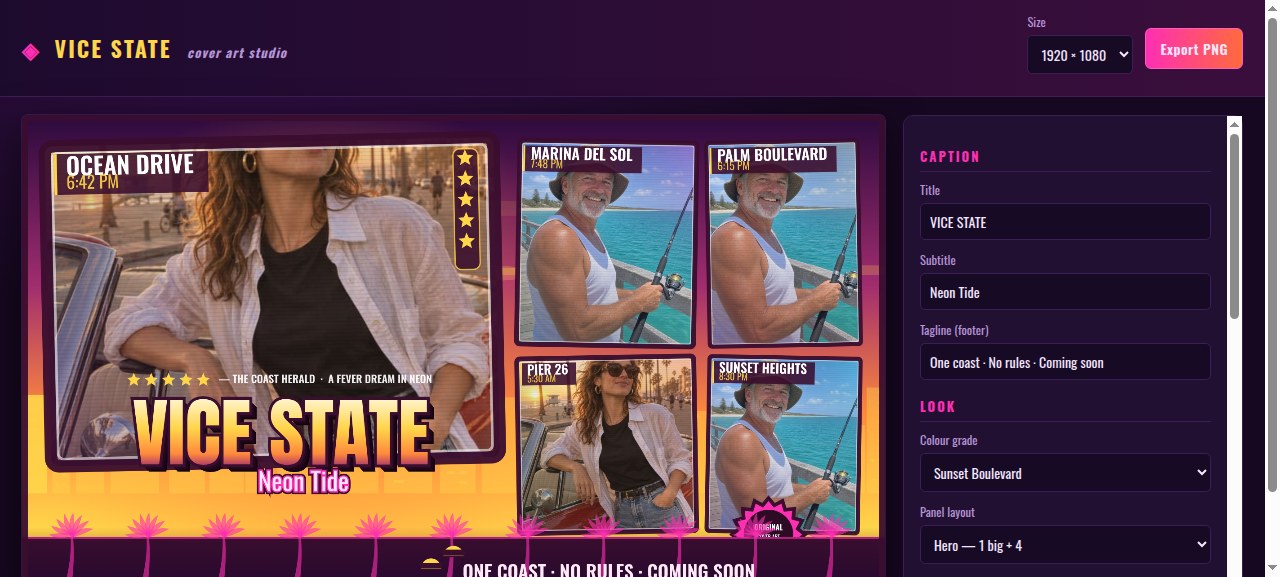 VICE STATE cover art studio
Size
1920 × 1080
Export PNG
OCEAN DRIVE
6:42 PM
MARINA DEL SOL
7:48 PM
PALM BOULEVARD
6:15 PM
PIER 26
5:30 AM
SUNSET HEIGHTS
8:30 PM
— THE COAST HERALD · A FEVER DREAM IN NEON
VICE STATE
Neon Tide
ORIGINAL
ONE COAST · NO RULES · COMING SOON
CAPTION
Title
VICE STATE
Subtitle
Neon Tide
Tagline (footer)
One coast · No rules · Coming soon
LOOK
Colour grade
Sunset Boulevard
Panel layout
Hero — 1 big + 4